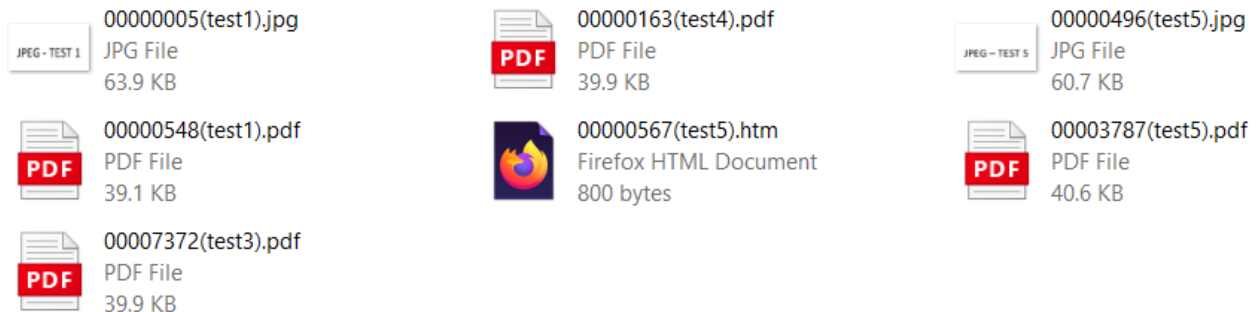 JPEG - TEST 1
00000005(test1).jpg
JPG File
63.9 KB
PDF
00000163(test4).pdf
PDF File
39.9 KB
JPEG – TEST 5
00000496(test5).jpg
JPG File
60.7 KB
PDF
00000548(test1).pdf
PDF File
39.1 KB
00000567(test5).htm
Firefox HTML Document
800 bytes
PDF
00003787(test5).pdf
PDF File
40.6 KB
PDF
00007372(test3).pdf
PDF File
39.9 KB